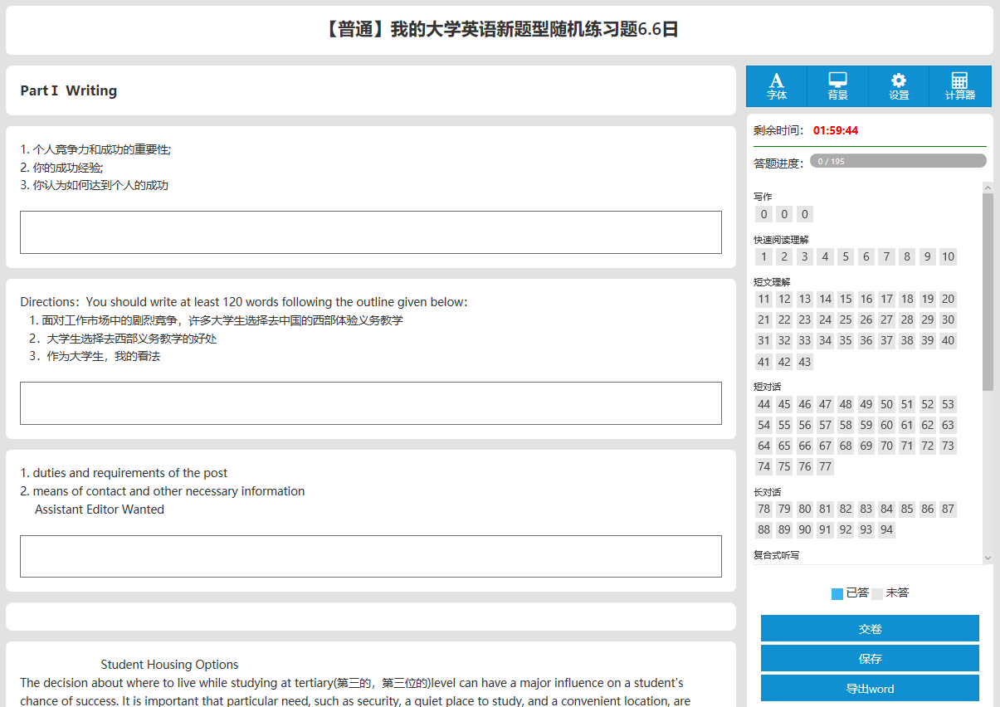 【普通】我的大学英语新题型随机练习题6.6日
Part I Writing
1. 个人竞争力和成功的重要性;
2. 你的成功经验;
3. 你认为如何达到个人的成功
Directions：You should write at least 120 words following the outline given below：
1. 面对工作市场中的剧烈竞争，许多大学生选择去中国的西部体验义务教学
2．大学生选择去西部义务教学的好处
3．作为大学生，我的看法
1. duties and requirements of the post
2. means of contact and other necessary information
Assistant Editor Wanted
Student Housing Options
The decision about where to live while studying at tertiary(第三的，第三位的)level can have a major influence on a student's
chance of success. It is important that particular need, such as security, a quiet place to study, and a convenient location, are
A
字体 背景 设置 计算器
剩余时间： 01:59:44
答题进度： 0 / 195
写作
0 0 0
快速阅读理解
1 2 3 4 5 6 7 8 9 10
短文理解
11 12 13 14 15 16 17 18 19 20
21 22 23 24 25 26 27 28 29 30
31 32 33 34 35 36 37 38 39 40
41 42 43
短对话
44 45 46 47 48 49 50 51 52 53
54 55 56 57 58 59 60 61 62 63
64 65 66 67 68 69 70 71 72 73
74 75 76 77
长对话
78 79 80 81 82 83 84 85 86 87
88 89 90 91 92 93 94
复合式听写
已答 未答
交卷
保存
导出word